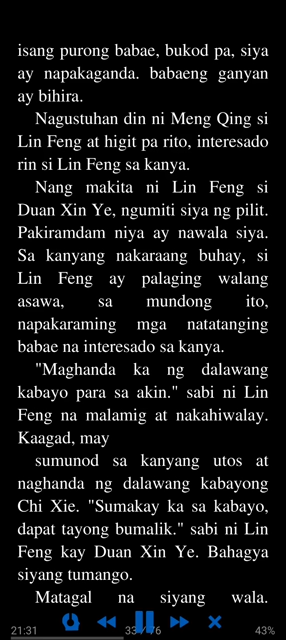 isang purong babae, bukod pa, siya
ay napakaganda. babaeng ganyan
ay bihira.
Nagustuhan din ni Meng Qing si
Lin Feng at higit pa rito, interesado
rin si Lin Feng sa kanya.
Nang makita ni Lin Feng si
Duan Xin Ye, ngumiti siya ng pilit.
Pakiramdam niya ay nawala siya.
Sa kanyang nakaraang buhay, si
Lin Feng ay palaging walang
asawa, sa mundong ito,
napakaraming mga natatanging
babae na interesado sa kanya.
"Maghanda ka ng dalawang
kabayo para sa akin." sabi ni Lin
Feng na malamig at nakahiwalay.
Kaagad, may
sumunod sa kanyang utos at
naghanda ng dalawang kabayong
Chi Xie. "Sumakay ka sa kabayo,
dapat tayong bumalik." sabi ni Lin
Feng kay Duan Xin Ye. Bahagya
siyang tumango.
Matagal na siyang wala.
21:31 33 / 76 43%